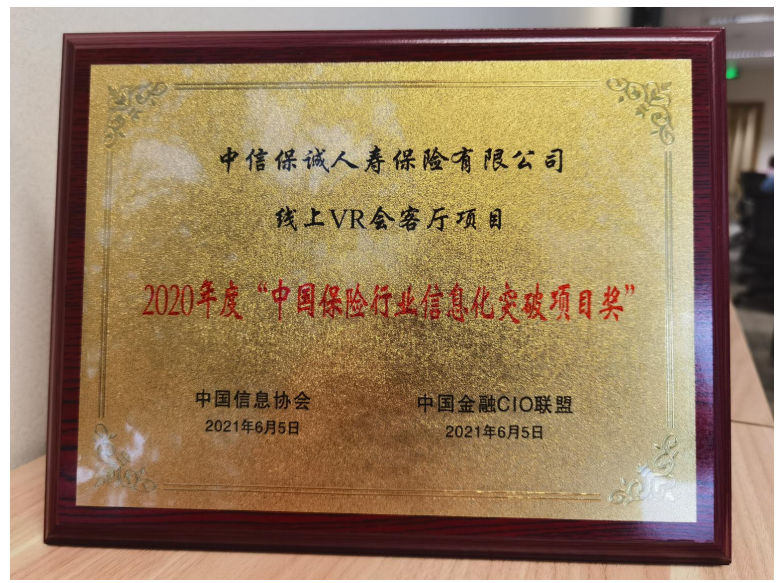 中信保诚人寿保险有限公司
线上VR会客厅项目
2020年度“中国保险行业信息化突破项目奖”
中国信息协会
2021年6月5日
中国金融CIO联盟
2021年6月5日